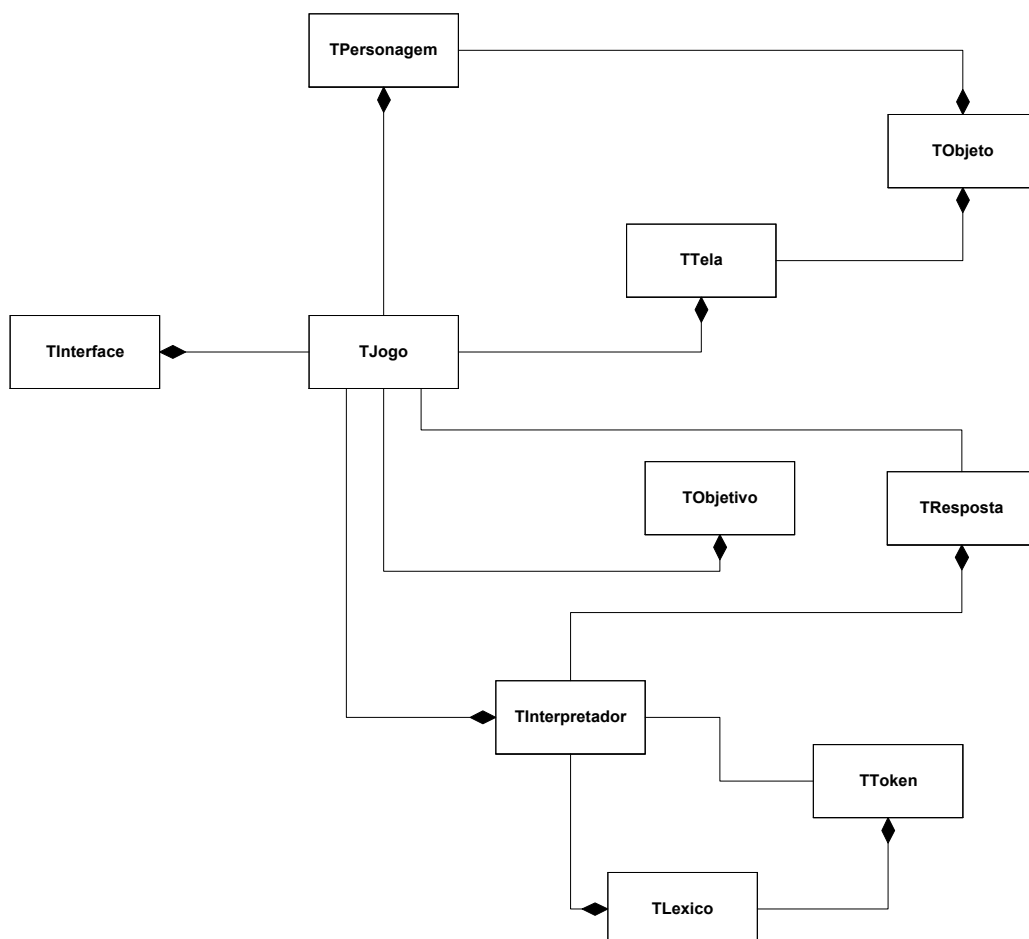 TPersonagem
TObjeto
TTela
TInterface
TJogo
TObjetivo
TResposta
TInterpretador
TToken
TLexico